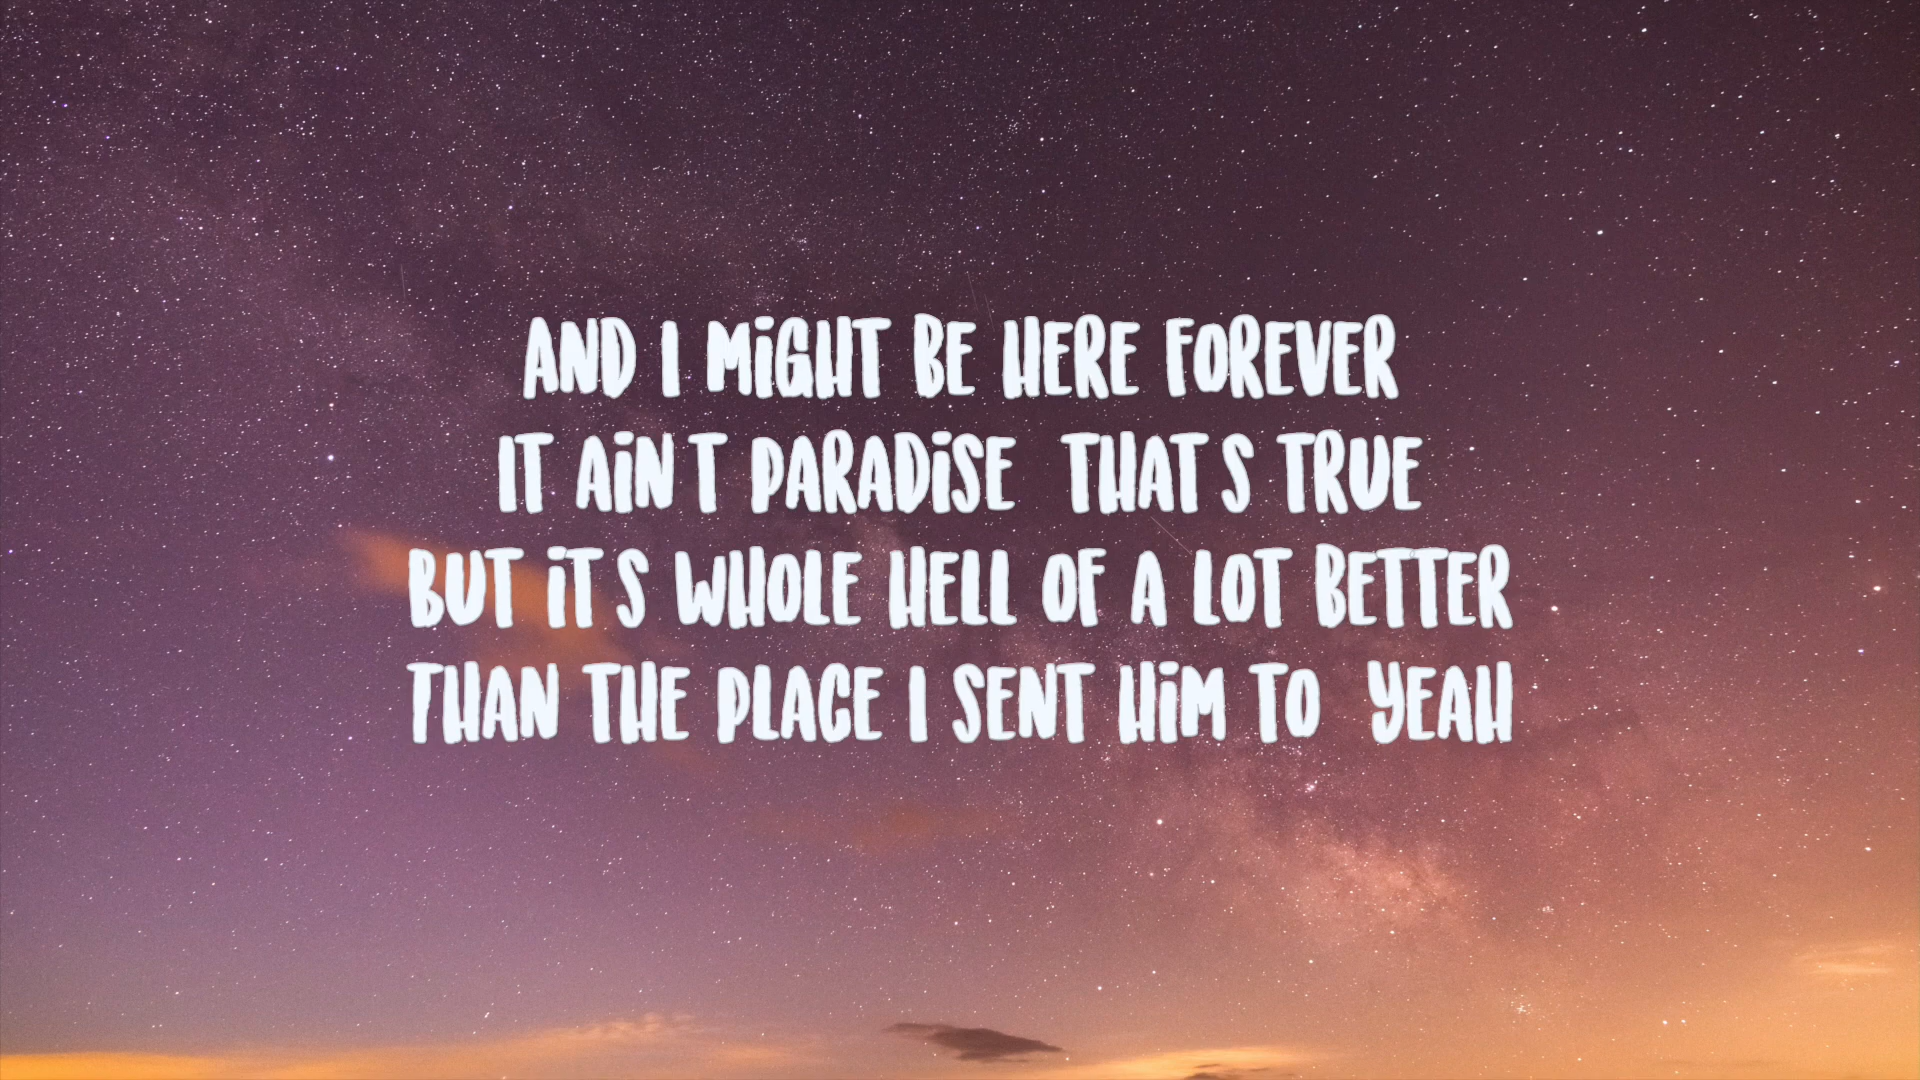 AND I MiGHT BE HERE FOREVER
IT AiN T PARADiSE  THAT S TRUE
BUT iT S WHOLE HELL OF A LOT BETTER
THAN THE PLACE I SENT HiM TO  YEAH